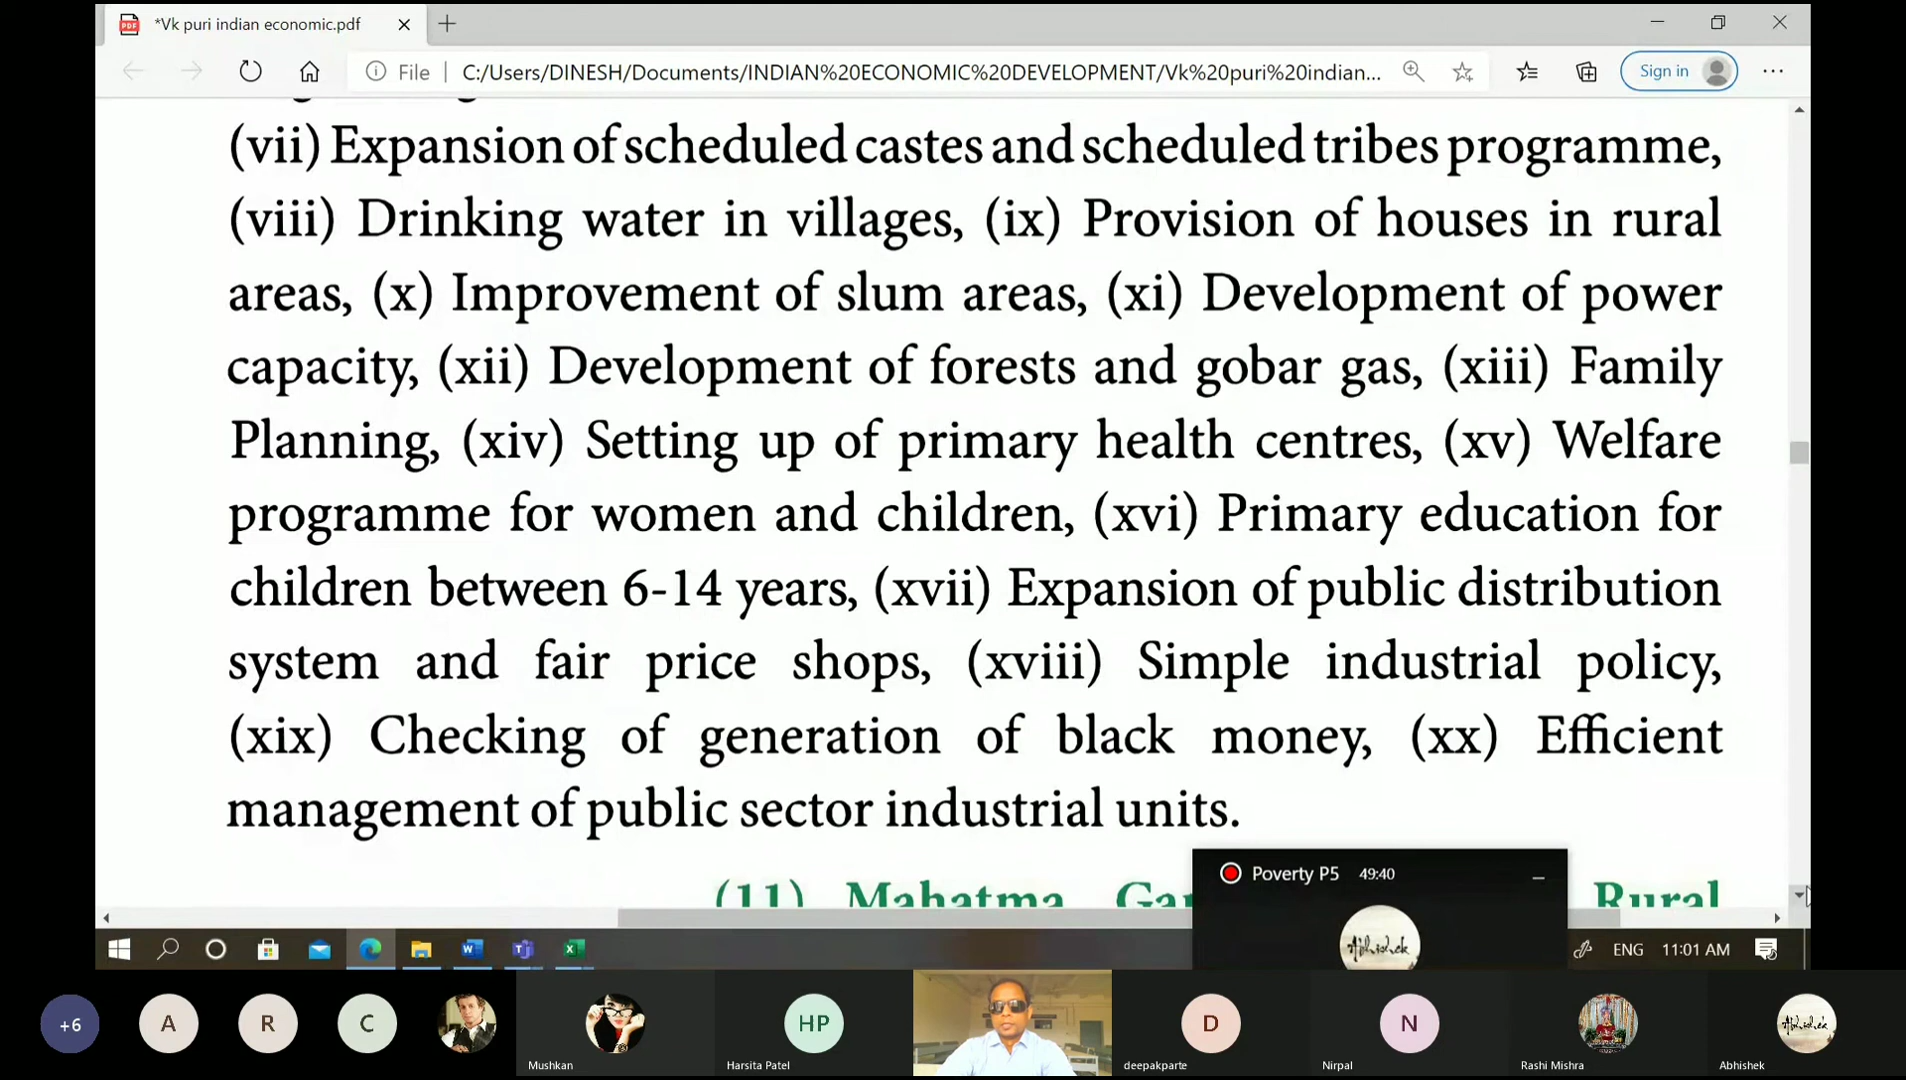 *Vk puri indian economic.pdf
File C:/Users/DINESH/Documents/INDIAN%20ECONOMIC%20DEVELOPMENT/Vk%20puri%20indian... Sign in
(vii) Expansion of scheduled castes and scheduled tribes programme,
(viii) Drinking water in villages, (ix) Provision of houses in rural
areas, (x) Improvement of slum areas, (xi) Development of power
capacity, (xii) Development of forests and gobar gas, (xiii) Family
Planning, (xiv) Setting up of primary health centres, (xv) Welfare
programme for women and children, (xvi) Primary education for
children between 6-14 years, (xvii) Expansion of public distribution
system and fair price shops, (xviii) Simple industrial policy,
(xix) Checking of generation of black money, (xx) Efficient
management of public sector industrial units.
Poverty P5 49:40
(11) Mahatma Rural
Abhishek
ENG 11:01 AM
+6 A R C HP D N Abhishek
Mushkan Harsita Patel deepakparte Nirpal Rashi Mishra Abhishek